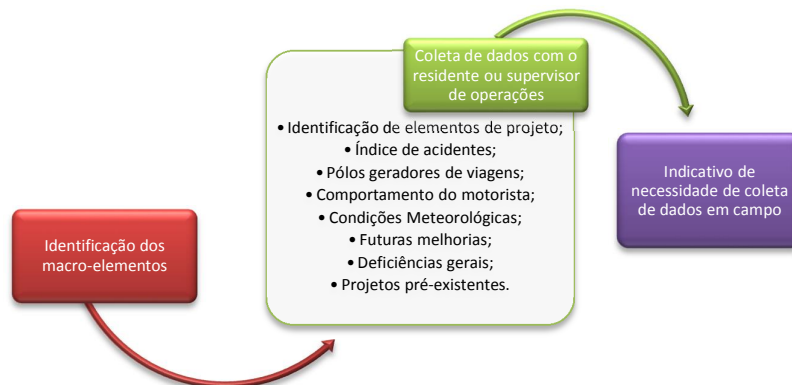 Coleta de dados com o
residente ou supervisor
de operações
• Identificação de elementos de projeto;
• Índice de acidentes;
• Pólos geradores de viagens;
• Comportamento do motorista;
• Condições Meteorológicas;
• Futuras melhorias;
• Deficiências gerais;
• Projetos pré-existentes.
Indicativo de
necessidade de coleta
de dados em campo
Identificação dos
macro-elementos